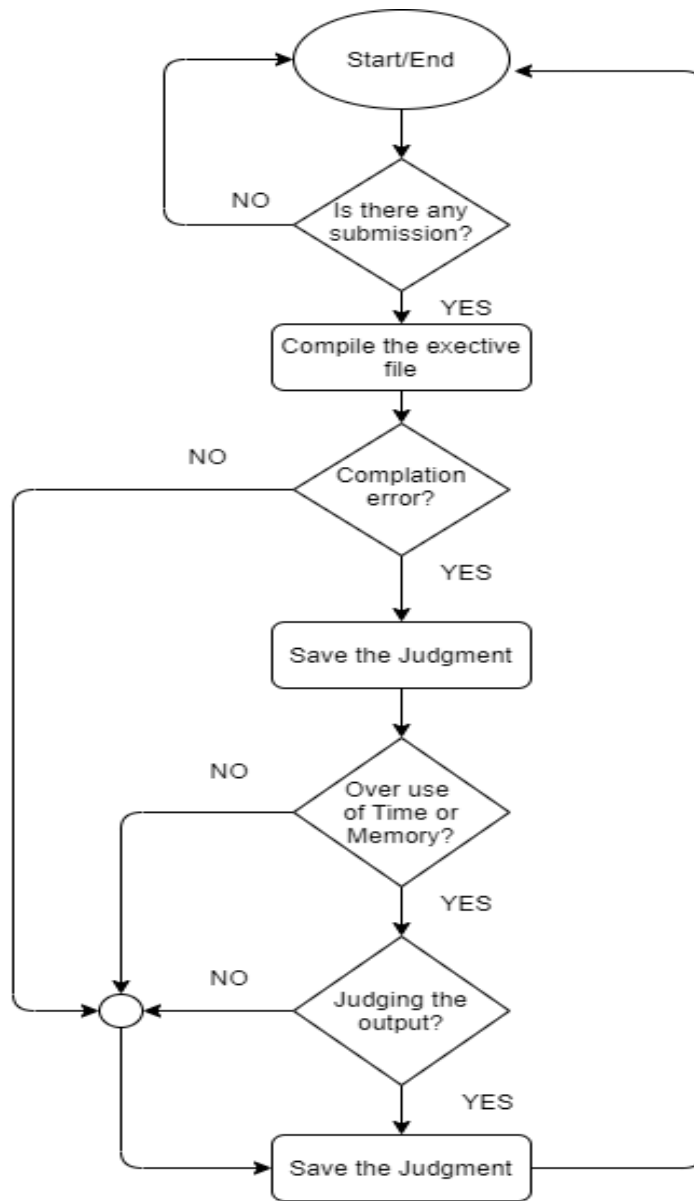 Start/End
NO
Is there any
submission?
YES
Compile the exective
file
NO
Complation
error?
YES
Save the Judgment
NO
Over use
of Time or
Memory?
YES
NO
Judging the
output?
YES
Save the Judgment